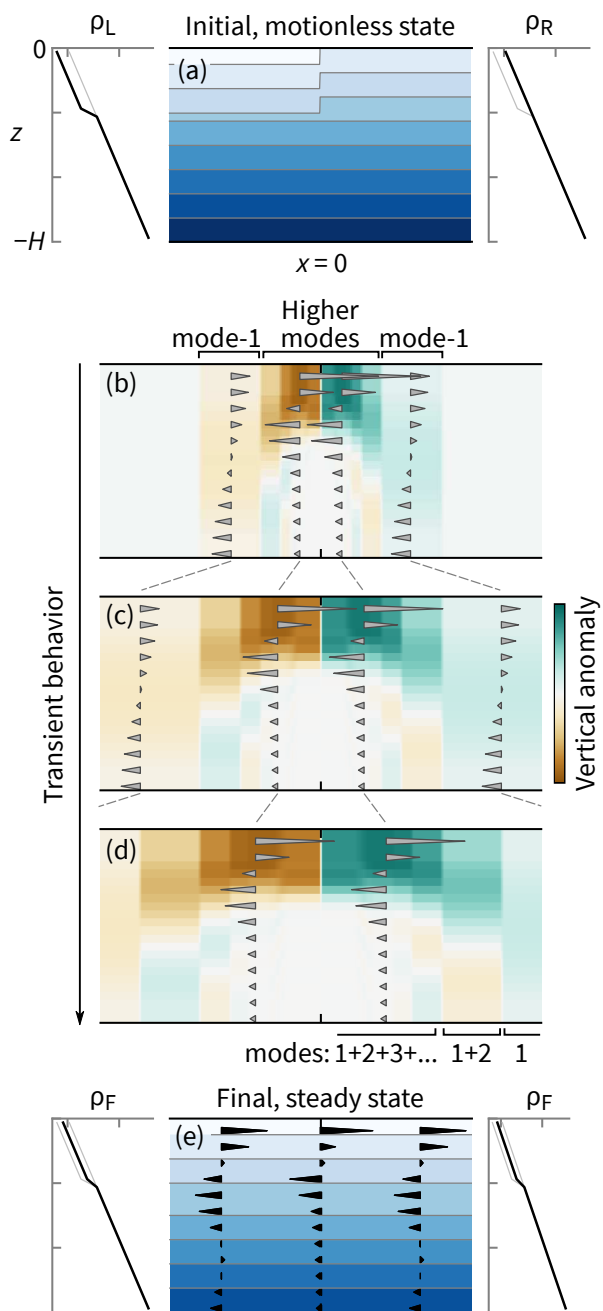 ρL Initial, motionless state ρR
0
(a)
z
−H
x = 0
Higher
mode-1 modes mode-1
(b)
(c)
(d)
Transient behavior
Vertical anomaly
modes: 1+2+3+... 1+2 1
ρF Final, steady state ρF
(e)